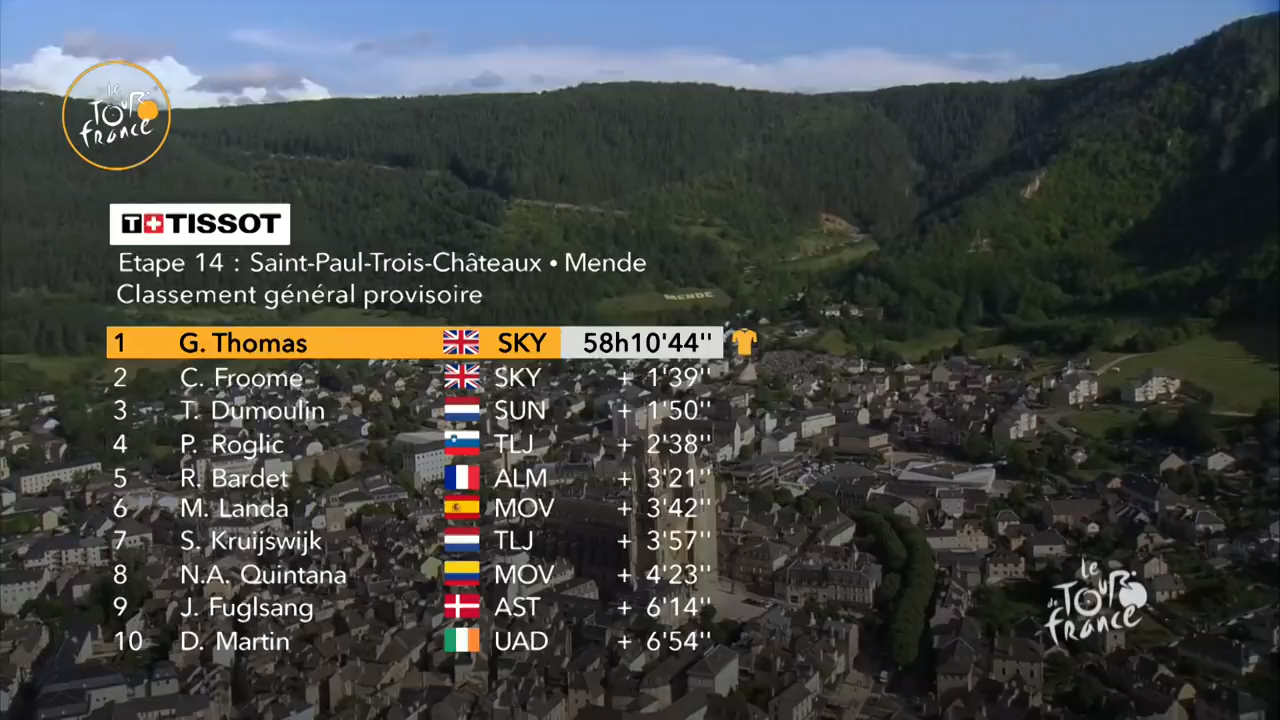 le
TOUR
de
france
T+TISSOT
Etape 14 : Saint-Paul-Trois-Châteaux • Mende
Classement général provisoire
MENDE
1 G. Thomas SKY 58h10'44''
2 C. Froome SKY + 1'39''
3 T. Dumoulin SUN + 1'50''
4 P. Roglic TLJ + 2'38''
5 R. Bardet ALM + 3'21''
6 M. Landa MOV + 3'42''
7 S. Kruijswijk TLJ + 3'57''
8 N.A. Quintana MOV + 4'23''
9 J. Fuglsang AST + 6'14''
10 D. Martin UAD + 6'54''
le
de TOUR
france